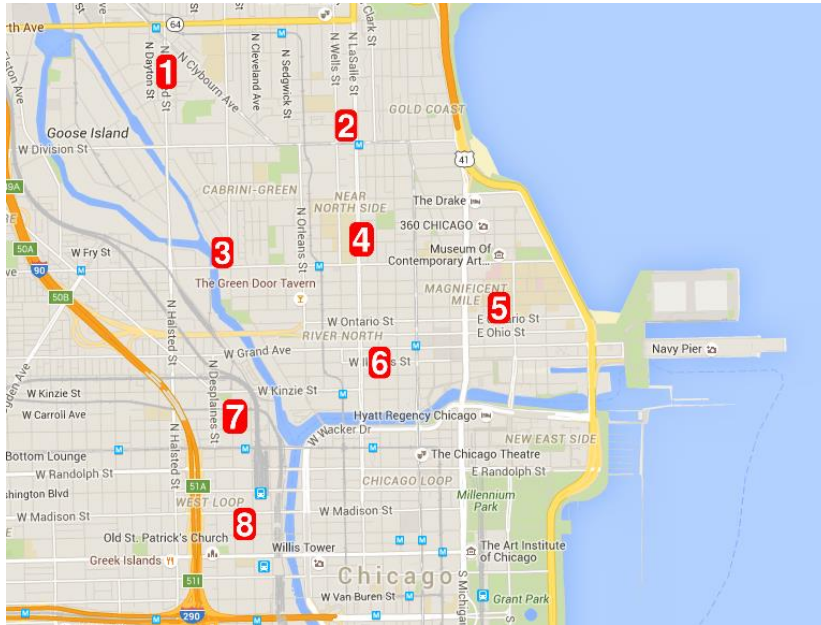 rth Ave
64
N Clark St
N LaSalle St
N Wells St
N Sedgwick St
N Cleveland Ave
N Clybourn Ave
N Dayton St
1
2
GOLD COAST
Goose Island
W Division St
41
CABRINI-GREEN
NEAR
NORTH SIDE
The Drake
360 CHICAGO
N Orleans St
4
3
50A
W Fry St
Museum Of
Contemporary Art...
90
The Green Door Tavern
MAGNIFICENT
MILE
50B
5
N Halsted St
W Ontario St
E Ohio St
RIVER-NORTH
W Grand Ave
6
Navy Pier
W Kinzie St
W Kinzie St
N Desplaines St
7
W Carroll Ave
Hyatt Regency Chicago
W Wacker Dr
NEW EAST SIDE
N Halsted St
Bottom Lounge
The Chicago Theatre
W Randolph St
E Randolph St
CHICAGO LOOP
51A
Millennium
Park
WEST LOOP
W Madison St
W Madison St
8
Old St. Patrick's Church
Willis Tower
The Art Institute
of Chicago
Greek Islands
Chicago
51I
W Van Buren St
S Michigan
Grant Park
290